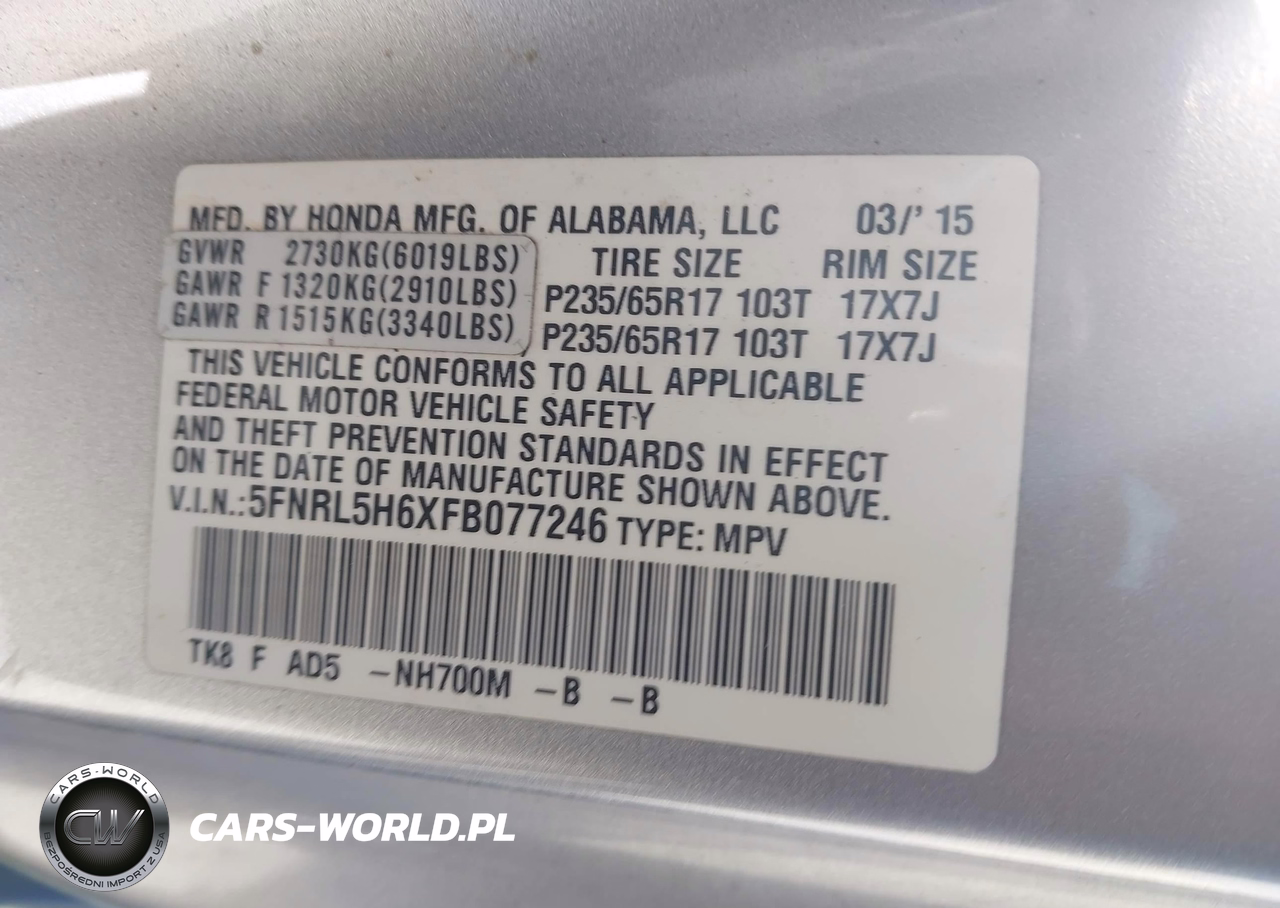 MFD. BY HONDA MFG. OF ALABAMA, LLC 03/' 15
GVWR 2730KG(6019LBS) TIRE SIZE RIM SIZE
GAWR F 1320KG(2910LBS) P235/65R17 103T 17X7J
GAWR R 1515KG(3340LBS) P235/65R17 103T 17X7J
THIS VEHICLE CONFORMS TO ALL APPLICABLE
FEDERAL MOTOR VEHICLE SAFETY
AND THEFT PREVENTION STANDARDS IN EFFECT
ON THE DATE OF MANUFACTURE SHOWN ABOVE.
V.I.N.:5FNRL5H6XFB077246 TYPE: MPV
TK8 F AD5 -NH700M -B -B
CARS-WORLD
CW
BEZPOŚREDNI IMPORT Z USA
CARS-WORLD.PL